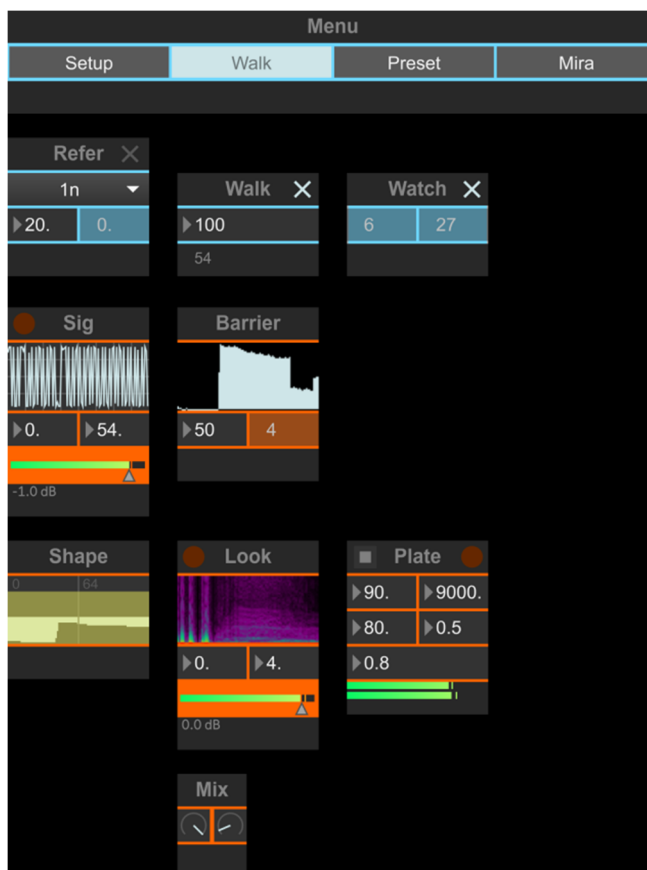 Menu
Setup Walk Preset Mira
Refer
1n
20. 0.
Walk
100
54
Watch
6 27
Sig
0. 54.
-1.0 dB
Barrier
50 4
Shape
0 64
Look
0. 4.
0.0 dB
Plate
90. 9000.
80. 0.5
0.8
Mix